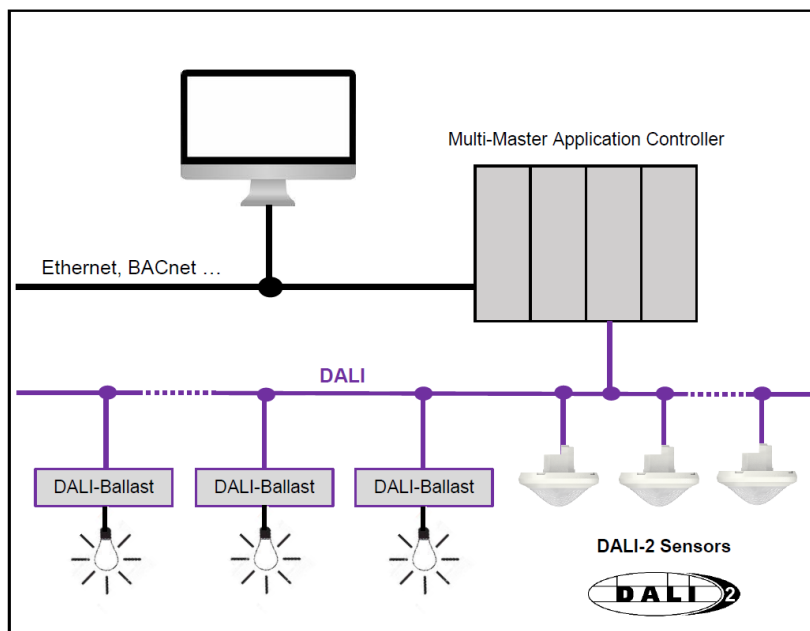 Multi-Master Application Controller
Ethernet, BACnet …
DALI
DALI-Ballast
DALI-Ballast
DALI-Ballast
DALI-2 Sensors
DALI 2